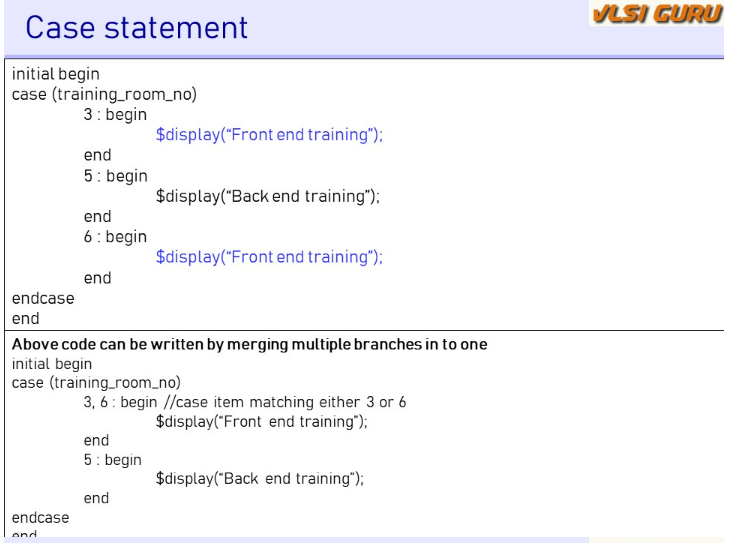 Case statement
VLSI GURU
initial begin
case (training_room_no)
3 : begin
$display(“Front end training”);
end
5 : begin
$display(“Back end training”);
end
6 : begin
$display(“Front end training”);
end
endcase
end
Above code can be written by merging multiple branches in to one
initial begin
case (training_room_no)
3, 6 : begin //case item matching either 3 or 6
$display(“Front end training”);
end
5 : begin
$display(“Back end training”);
end
endcase
end